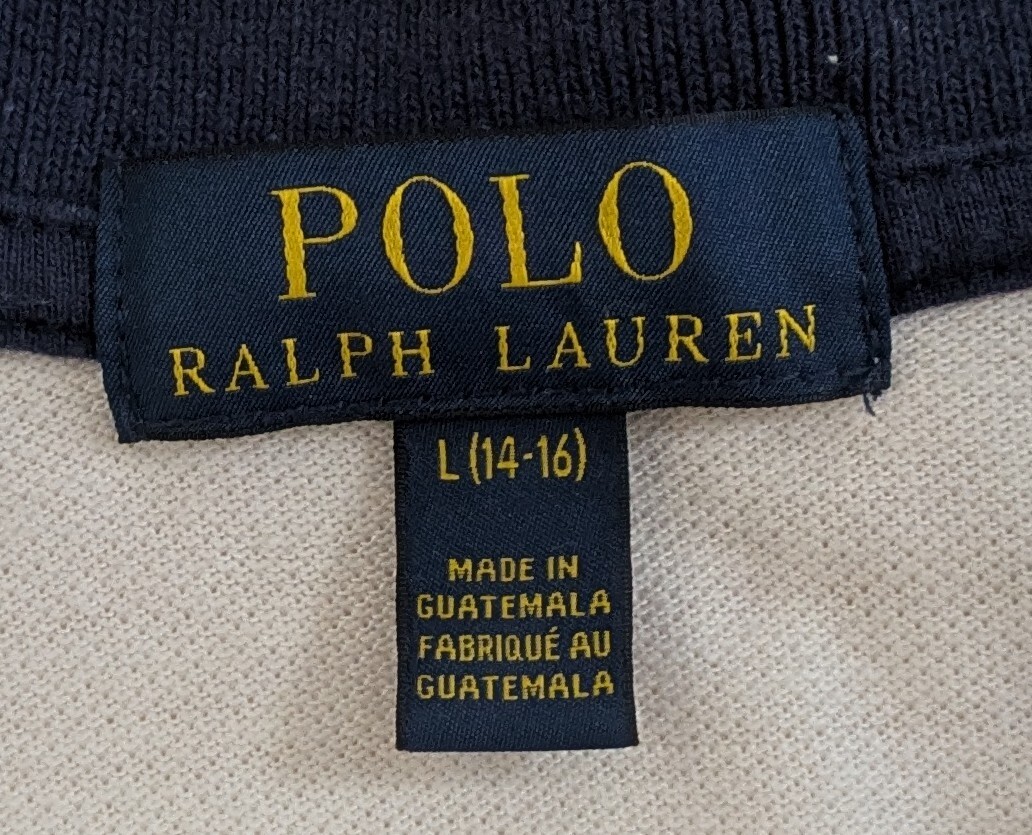 POLO
RALPH LAUREN
L (14-16)
MADE IN
GUATEMALA
FABRIQUÉ AU
GUATEMALA